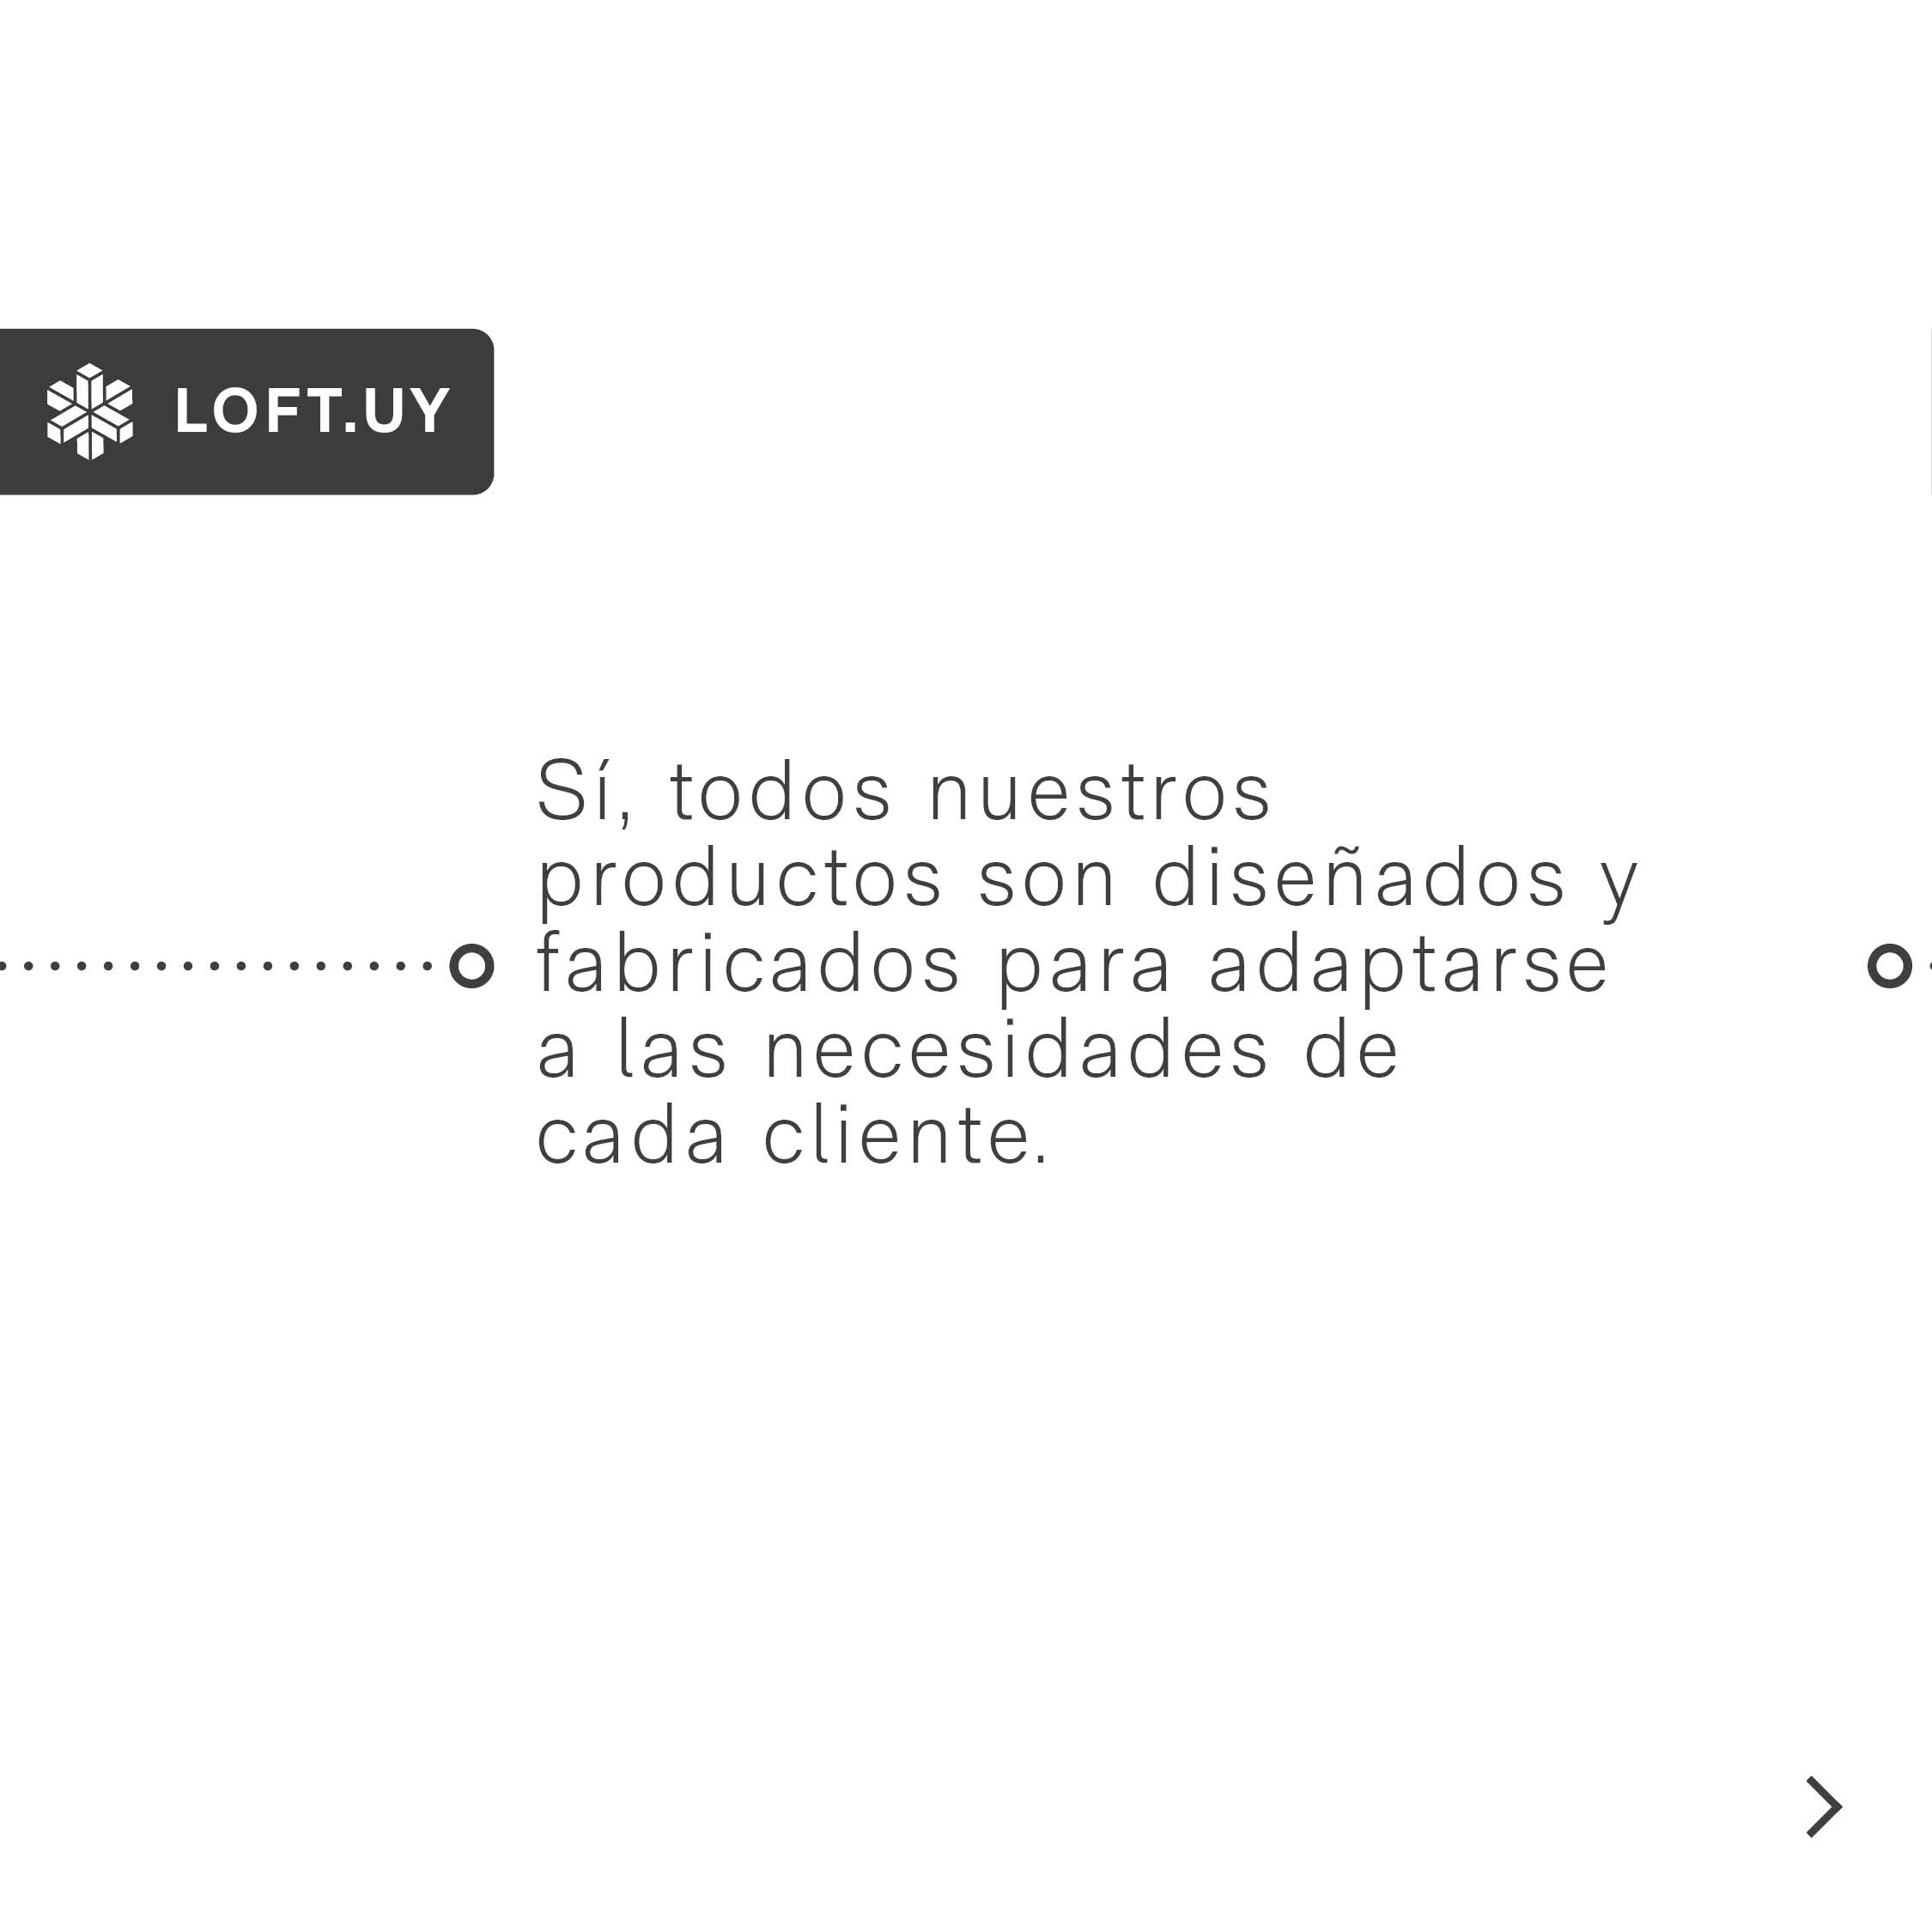 LOFT.UY
Sí, todos nuestros
productos son diseñados y
fabricados para adaptarse
a las necesidades de
cada cliente.